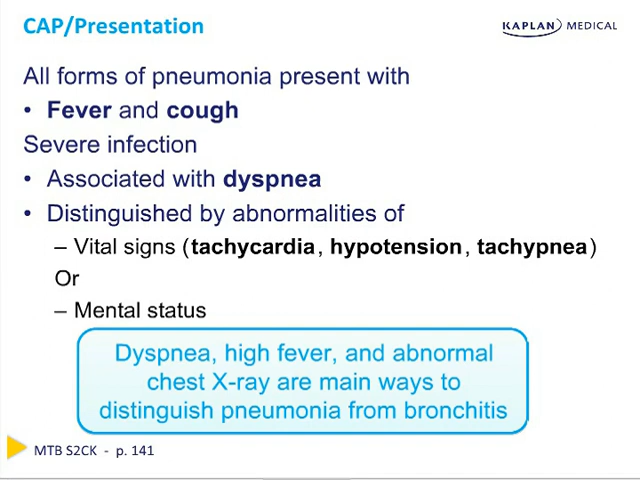 CAP/Presentation
KAPLAN MEDICAL
All forms of pneumonia present with
• Fever and cough
Severe infection
• Associated with dyspnea
• Distinguished by abnormalities of
– Vital signs (tachycardia, hypotension, tachypnea)
Or
– Mental status
Dyspnea, high fever, and abnormal
chest X-ray are main ways to
distinguish pneumonia from bronchitis
MTB S2CK - p. 141